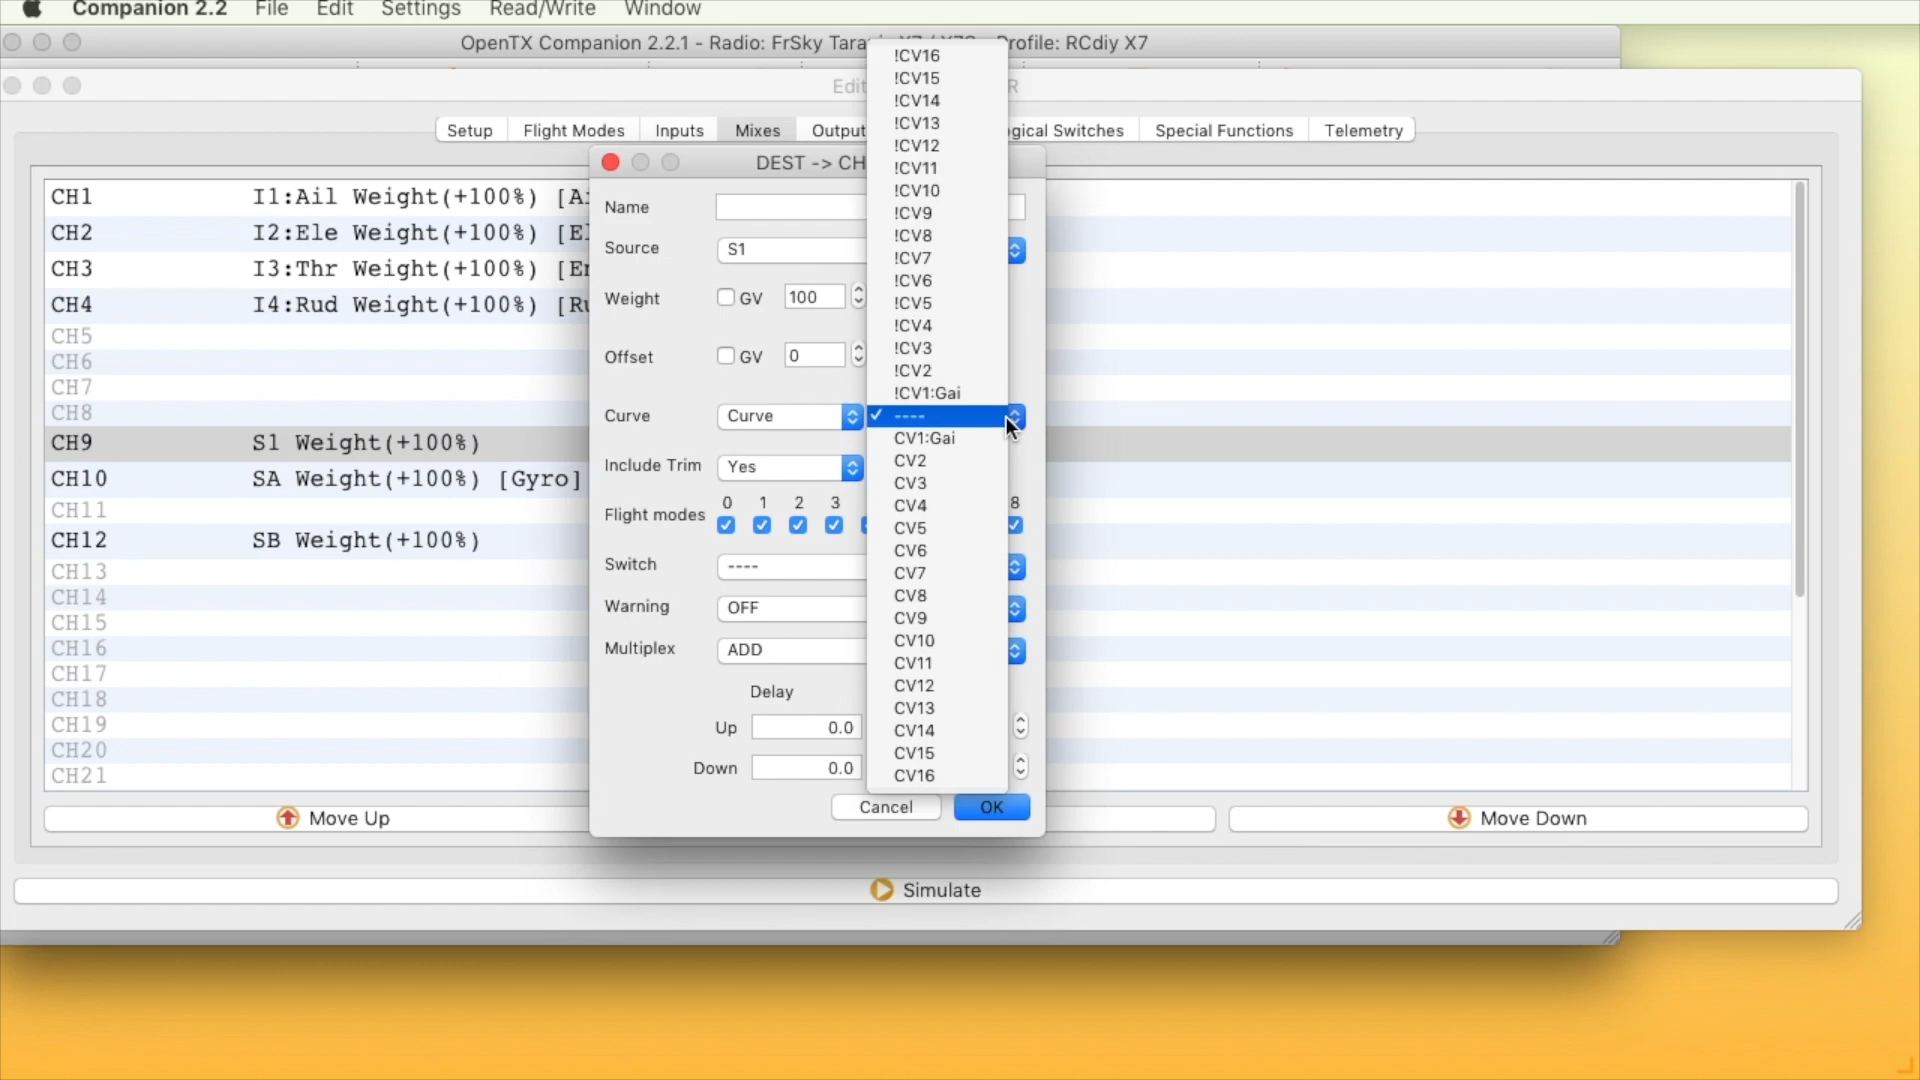 Companion 2.2 File Edit Settings Read/Write Window
OpenTX Companion 2.2.1 - Radio: FrSky Tara
rofile: RCdiy X7
Edit
R
Setup Flight Modes Inputs Mixes Output
gical Switches Special Functions Telemetry
DEST -> CH
CH1 I1:Ail Weight(+100%) [Ai
CH2 I2:Ele Weight(+100%) [El
CH3 I3:Thr Weight(+100%) [En
CH4 I4:Rud Weight(+100%) [Ru
CH5
CH6
CH7
CH8
CH9 S1 Weight(+100%)
CH10 SA Weight(+100%) [Gyro]
CH11
CH12 SB Weight(+100%)
CH13
CH14
CH15
CH16
CH17
CH18
CH19
CH20
CH21
Name
Source S1
Weight GV 100
Offset GV 0
Curve Curve
Include Trim Yes
0 1 2 3 8
Flight modes
Switch ----
Warning OFF
Multiplex ADD
Delay
Up 0.0
Down 0.0
Cancel OK
!CV16
!CV15
!CV14
!CV13
!CV12
!CV11
!CV10
!CV9
!CV8
!CV7
!CV6
!CV5
!CV4
!CV3
!CV2
!CV1:Gai
----
CV1:Gai
CV2
CV3
CV4
CV5
CV6
CV7
CV8
CV9
CV10
CV11
CV12
CV13
CV14
CV15
CV16
Move Up
Move Down
Simulate